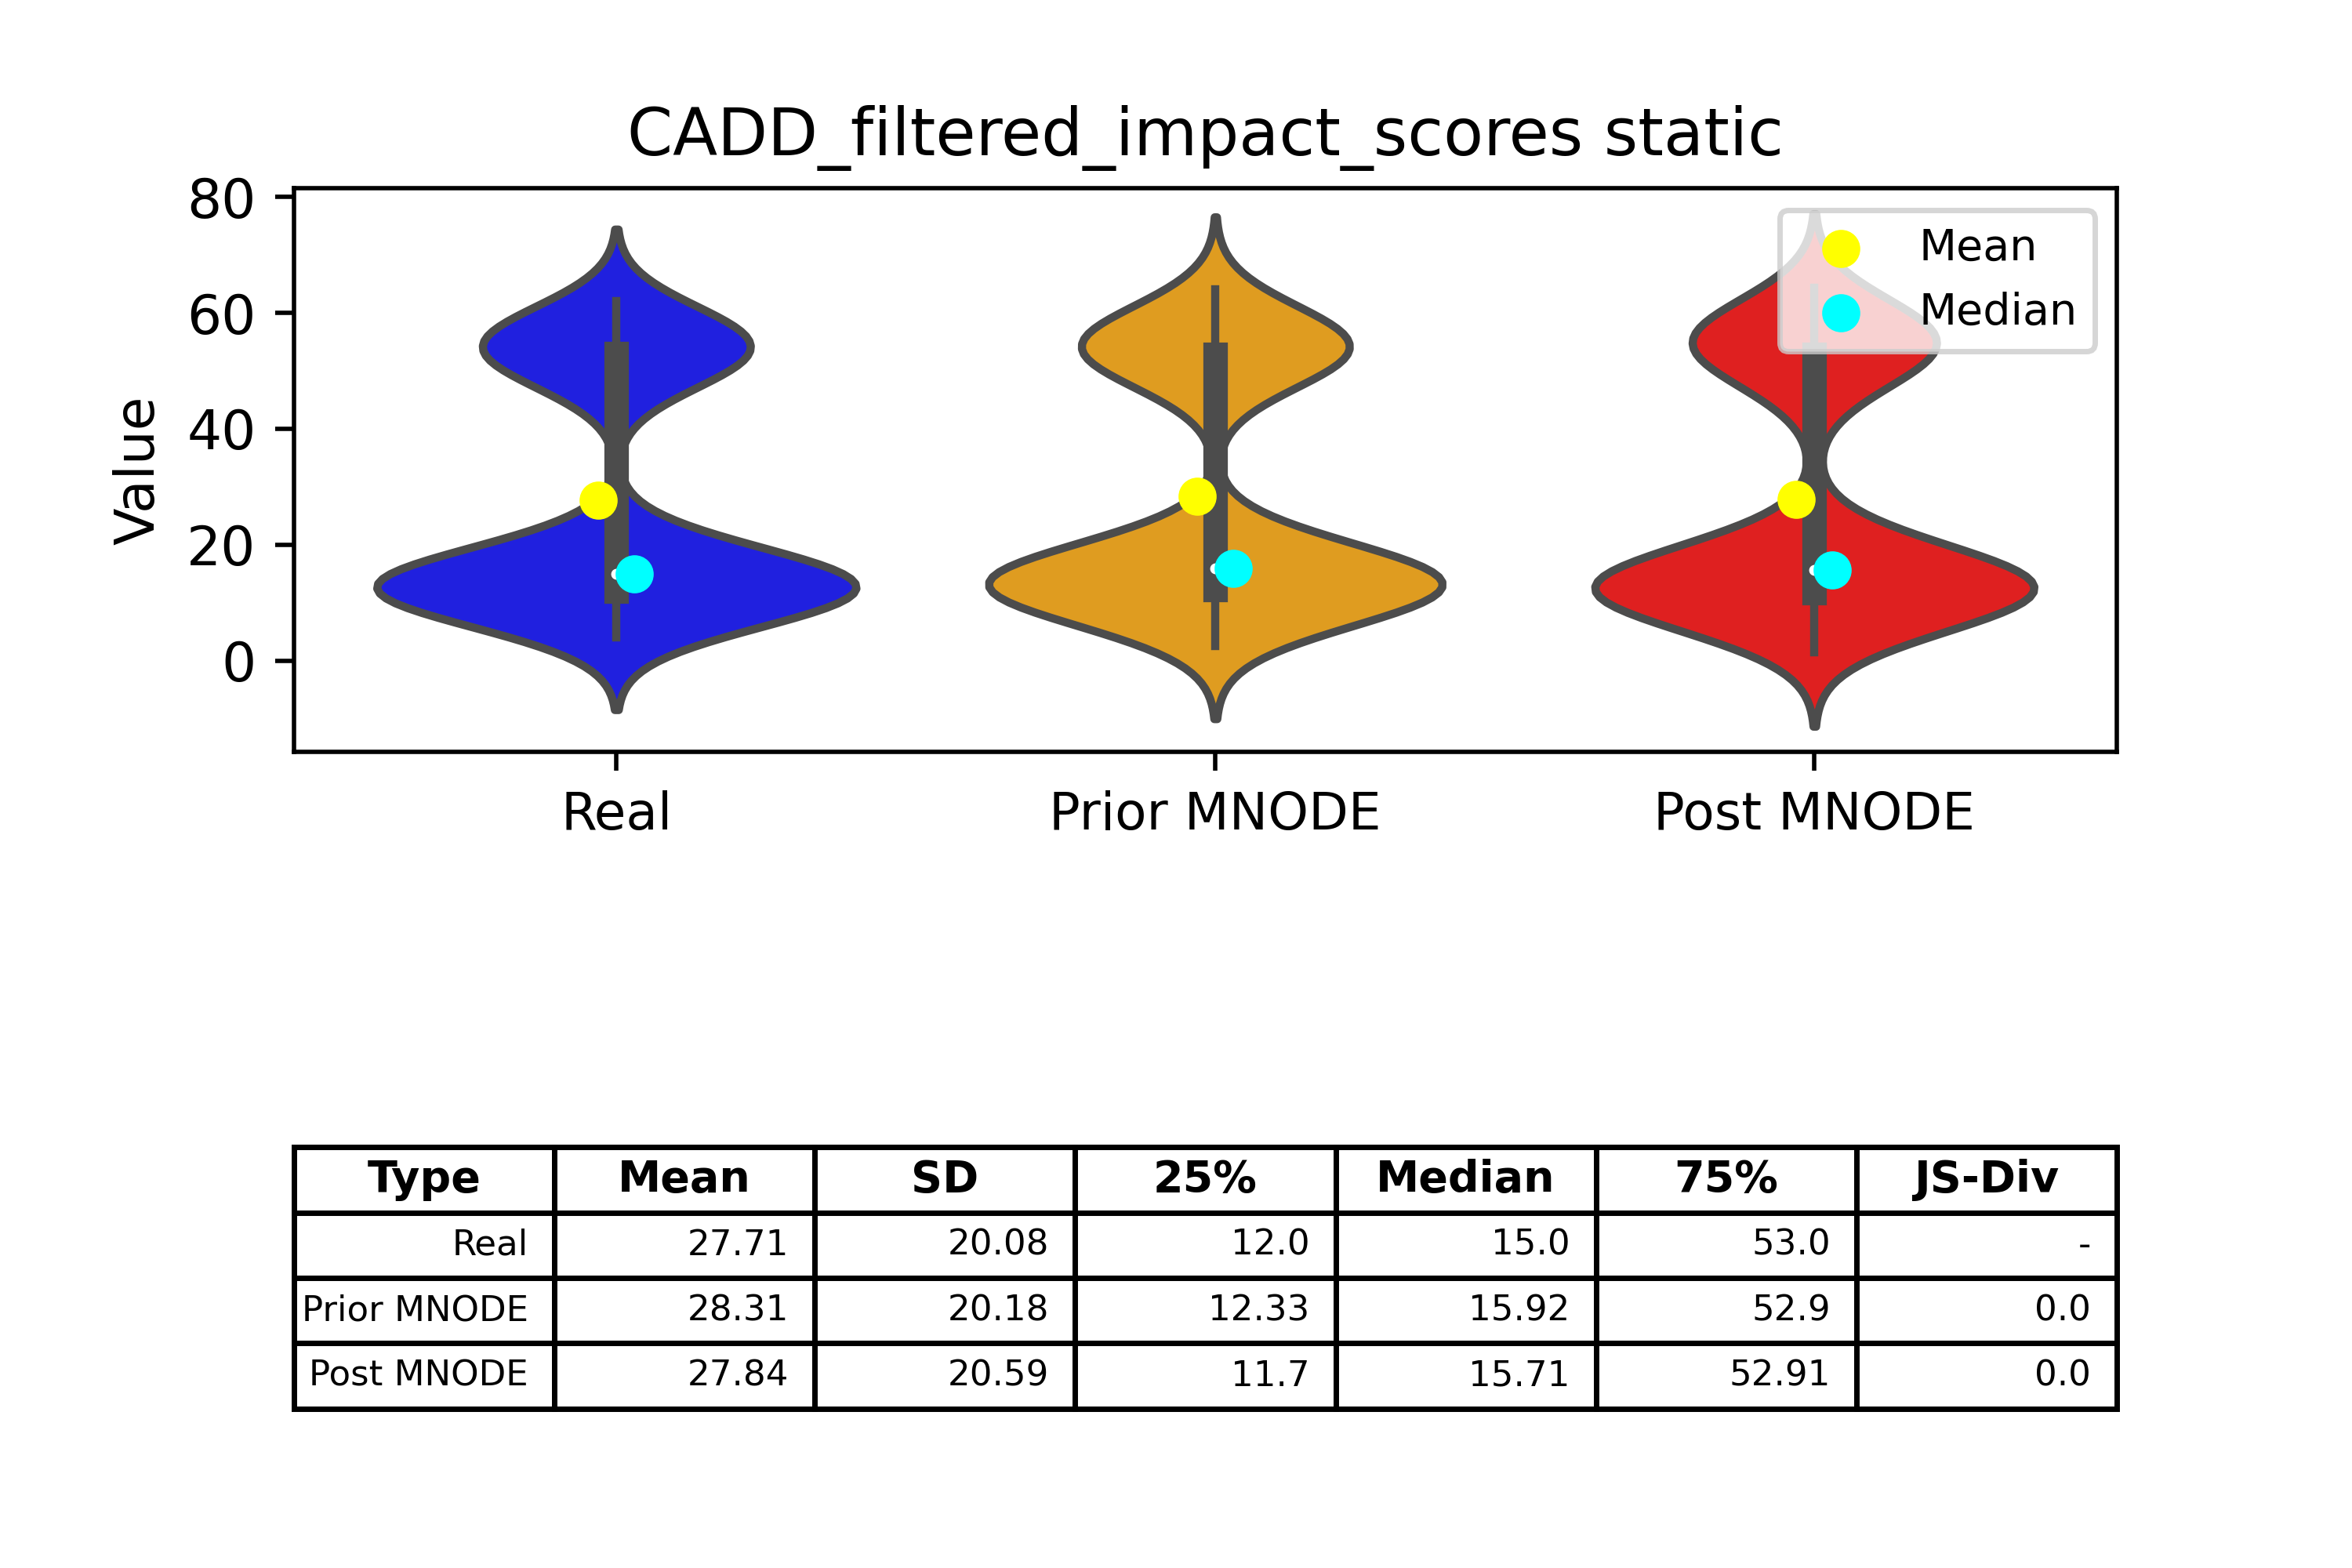 CADD_filtered_impact_scores static
80
60
40
20
0
Value
Mean
Median
Real Prior MNODE Post MNODE
Type Mean SD 25% Median 75% JS-Div
Real 27.71 20.08 12.0 15.0 53.0 -
Prior MNODE 28.31 20.18 12.33 15.92 52.9 0.0
Post MNODE 27.84 20.59 11.7 15.71 52.91 0.0